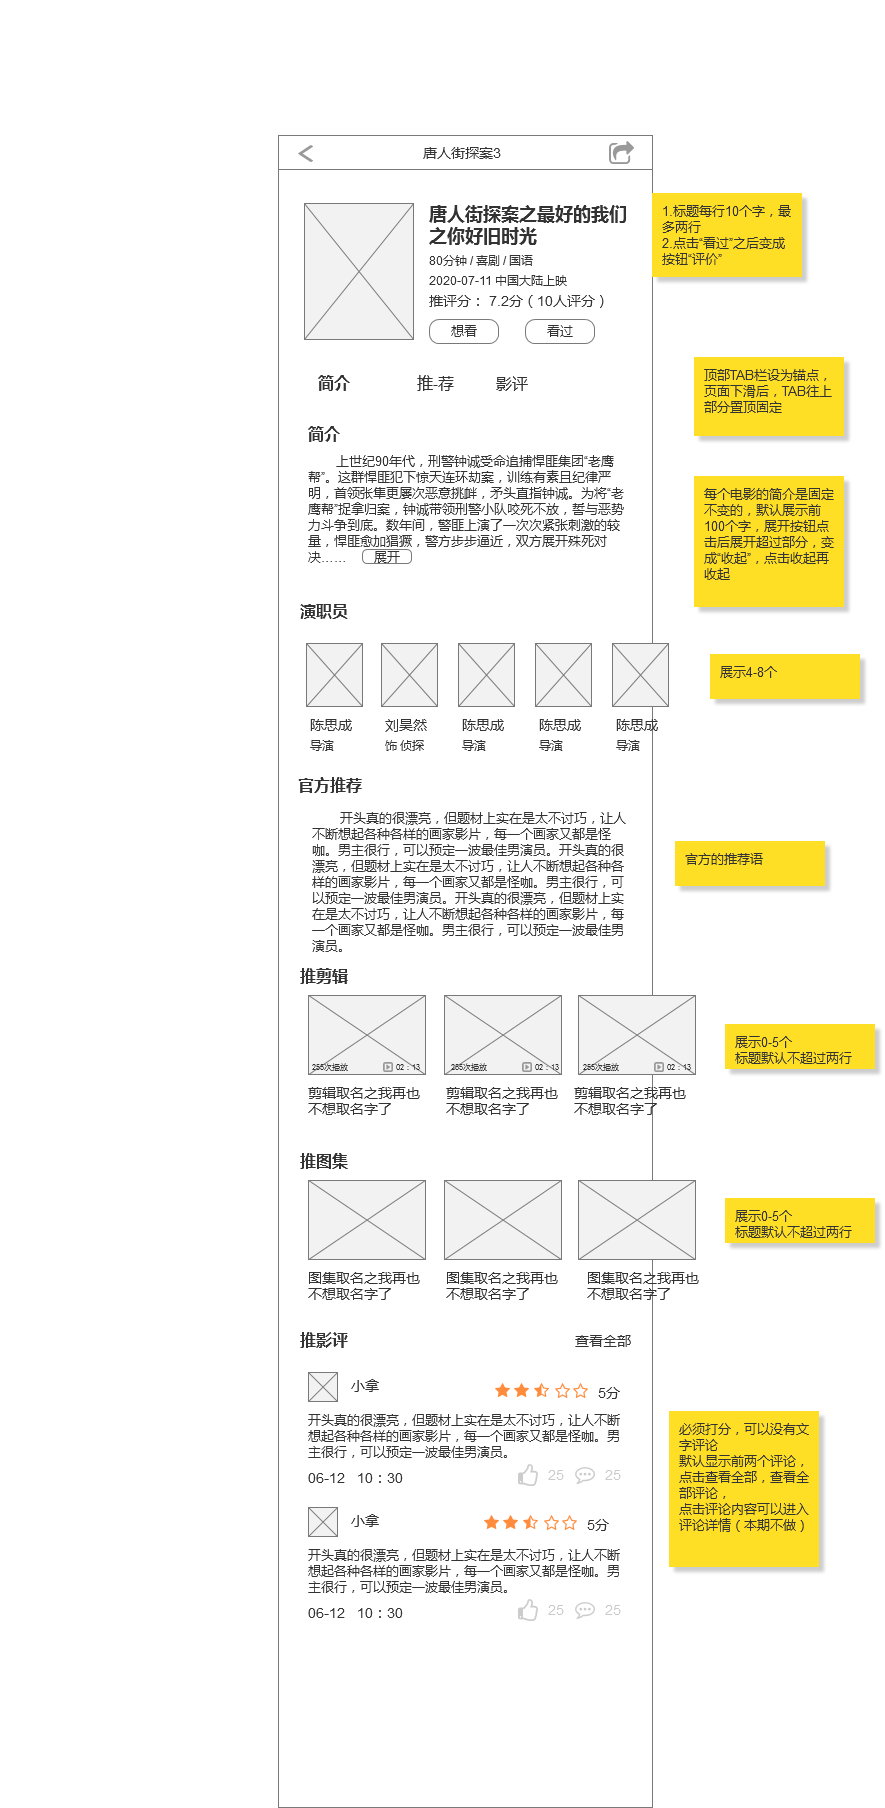 唐人街探案3
唐人街探案之最好的我们
之你好旧时光
80分钟 / 喜剧 / 国语
2020-07-11 中国大陆上映
推评分： 7.2分（10人评分）
想看
看过
1.标题每行10个字，最
多两行
2.点击“看过”之后变成
按钮“评价”
简介
推-荐
影评
顶部TAB栏设为锚点，
页面下滑后，TAB往上
部分置顶固定
简介
上世纪90年代，刑警钟诚受命追捕悍匪集团“老鹰
帮”。这群悍匪犯下惊天连环劫案，训练有素且纪律严
明，首领张隼更屡次恶意挑衅，矛头直指钟诚。为将“老
鹰帮”捉拿归案，钟诚带领刑警小队咬死不放，誓与恶势
力斗争到底。数年间，警匪上演了一次次紧张刺激的较
量，悍匪愈加猖獗，警方步步逼近，双方展开殊死对
决…… 展开
每个电影的简介是固定
不变的，默认展示前
100个字，展开按钮点
击后展开超过部分，变
成“收起”，点击收起再
收起
演职员
陈思成
刘昊然
陈思成
陈思成
陈思成
导演
饰 侦探
导演
导演
导演
展示4-8个
官方推荐
开头真的很漂亮，但题材上实在是太不讨巧，让人
不断想起各种各样的画家影片，每一个画家又都是怪
咖。男主很行，可以预定一波最佳男演员。开头真的很
漂亮，但题材上实在是太不讨巧，让人不断想起各种各
样的画家影片，每一个画家又都是怪咖。男主很行，可
以预定一波最佳男演员。开头真的很漂亮，但题材上实
在是太不讨巧，让人不断想起各种各样的画家影片，每
一个画家又都是怪咖。男主很行，可以预定一波最佳男
演员。
官方的推荐语
推剪辑
255次播放
02：13
255次播放
02：13
255次播放
02：13
剪辑取名之我再也
不想取名字了
剪辑取名之我再也
不想取名字了
剪辑取名之我再也
不想取名字了
展示0-5个
标题默认不超过两行
推图集
图集取名之我再也
不想取名字了
图集取名之我再也
不想取名字了
图集取名之我再也
不想取名字了
展示0-5个
标题默认不超过两行
推影评
查看全部
小拿
5分
开头真的很漂亮，但题材上实在是太不讨巧，让人不断
想起各种各样的画家影片，每一个画家又都是怪咖。男
主很行，可以预定一波最佳男演员。
06-12 10：30
25
25
小拿
5分
开头真的很漂亮，但题材上实在是太不讨巧，让人不断
想起各种各样的画家影片，每一个画家又都是怪咖。男
主很行，可以预定一波最佳男演员。
06-12 10：30
25
25
必须打分，可以没有文
字评论
默认显示前两个评论，
点击查看全部，查看全
部评论，
点击评论内容可以进入
评论详情（本期不做）